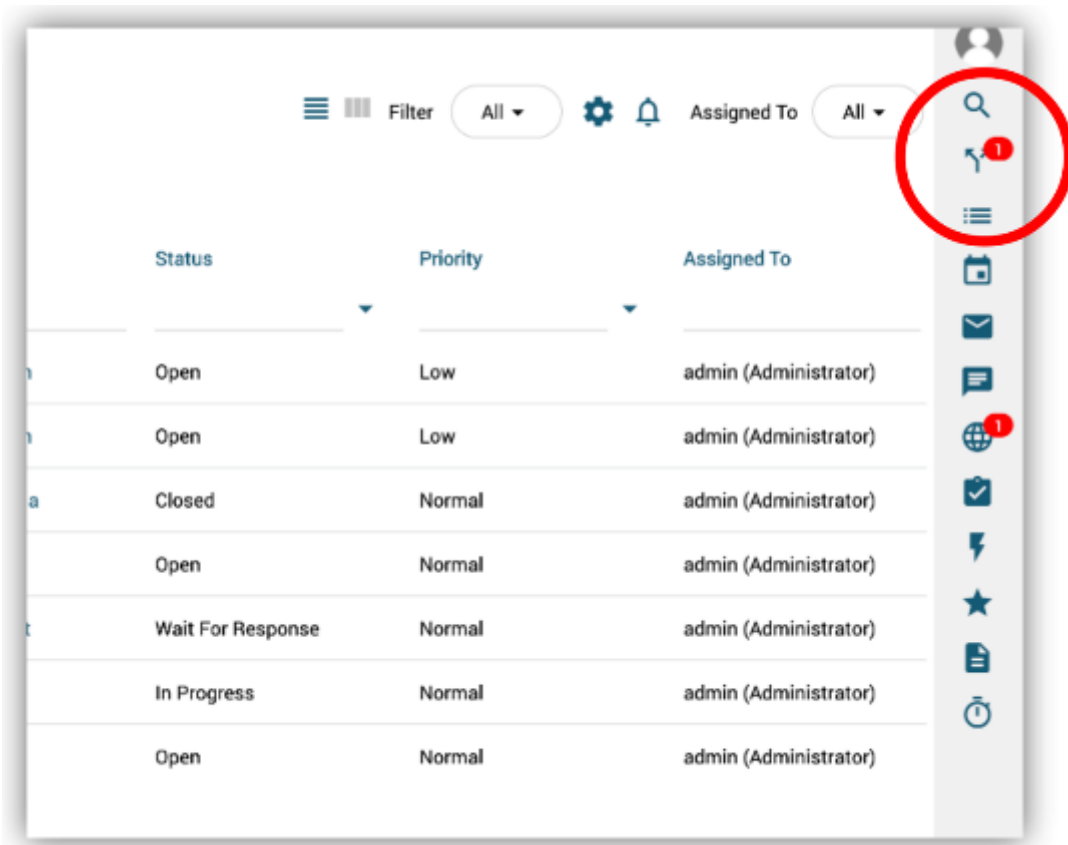 Filter All Assigned To All
1
Status Priority Assigned To
Open Low admin (Administrator)
Open Low admin (Administrator)
1
a Closed Normal admin (Administrator)
Open Normal admin (Administrator)
t Wait For Response Normal admin (Administrator)
In Progress Normal admin (Administrator)
Open Normal admin (Administrator)